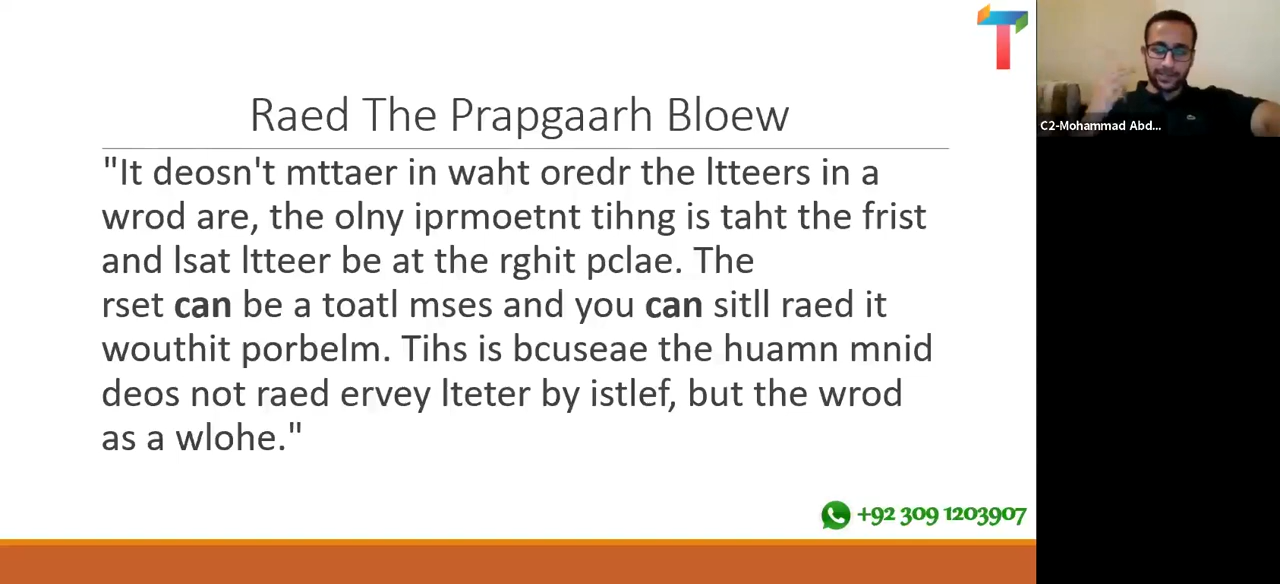 Raed The Prapgaarh Bloew
"It deosn't mttaer in waht oredr the ltteers in a
wrod are, the olny iprmoetnt tihng is taht the frist
and lsat ltteer be at the rghit pclae. The
rset can be a toatl mses and you can sitll raed it
wouthit porbelm. Tihs is bcuseae the huamn mnid
deos not raed ervey lteter by istlef, but the wrod
as a wlohe."
+92 309 1203907
T
C2-Mohammad Abd...